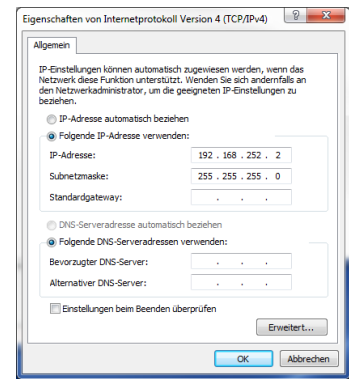 Eigenschaften von Internetprotokoll Version 4 (TCP/IPv4)
Allgemein
IP-Einstellungen können automatisch zugewiesen werden, wenn das
Netzwerk diese Funktion unterstützt. Wenden Sie sich andernfalls an
den Netzwerkadministrator, um die geeigneten IP-Einstellungen zu
beziehen.
IP-Adresse automatisch beziehen
Folgende IP-Adresse verwenden:
IP-Adresse: 192 . 168 . 252 . 2
Subnetzmaske: 255 . 255 . 255 . 0
Standardgateway: . . .
DNS-Serveradresse automatisch beziehen
Folgende DNS-Serveradressen verwenden:
Bevorzugter DNS-Server: . . .
Alternativer DNS-Server: . . .
Einstellungen beim Beenden überprüfen
Erweitert...
OK Abbrechen